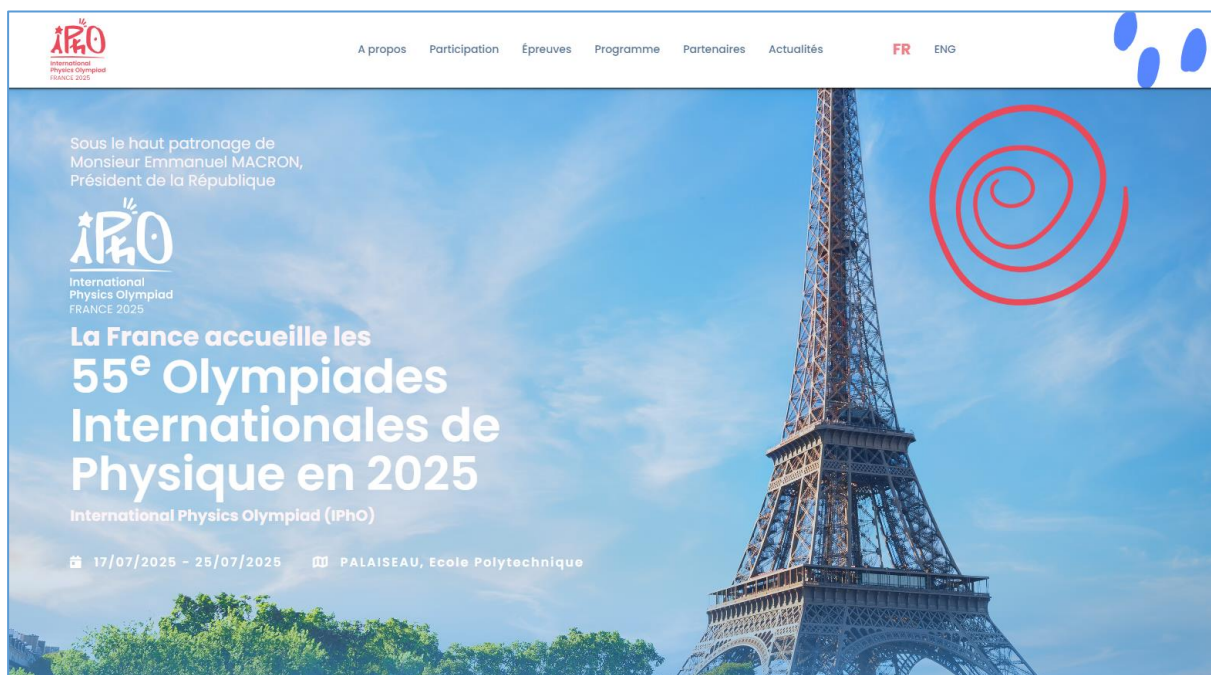 IPhO
International
Physics Olympiad
FRANCE 2025
A propos Participation Épreuves Programme Partenaires Actualités FR ENG
Sous le haut patronage de
Monsieur Emmanuel MACRON,
Président de la République
IPhO
International
Physics Olympiad
FRANCE 2025
La France accueille les
55e Olympiades
Internationales de
Physique en 2025
International Physics Olympiad (IPhO)
17/07/2025 - 25/07/2025 PALAISEAU, Ecole Polytechnique